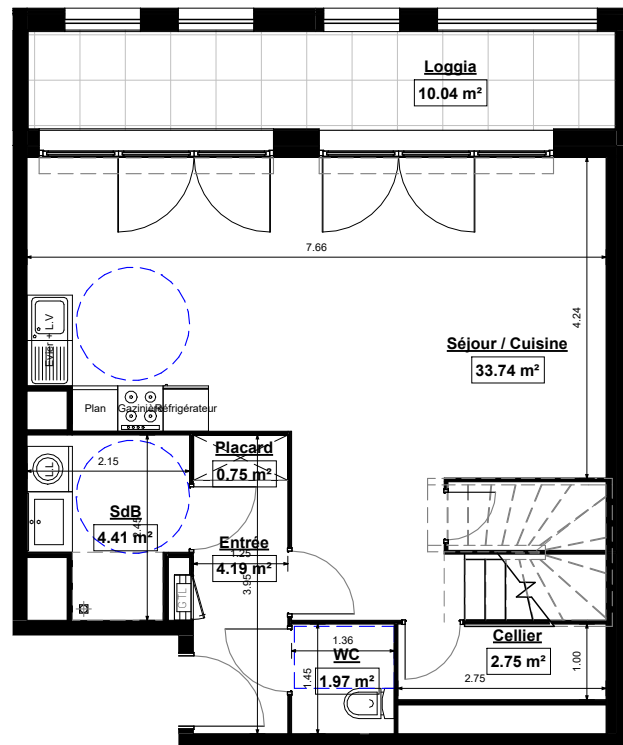 Loggia
10.04 m²
7.66
4.24
Evier + L.V
Séjour / Cuisine
33.74 m²
Plan
Gazinière
Réfrigérateur
Placard
0.75 m²
L.L
2.15
SdB
4.41 m²
Entrée
1.25
4.19 m²
3.95
GTL
1.36
WC
1.97 m²
1.45
Cellier
2.75 m²
2.75
1.00